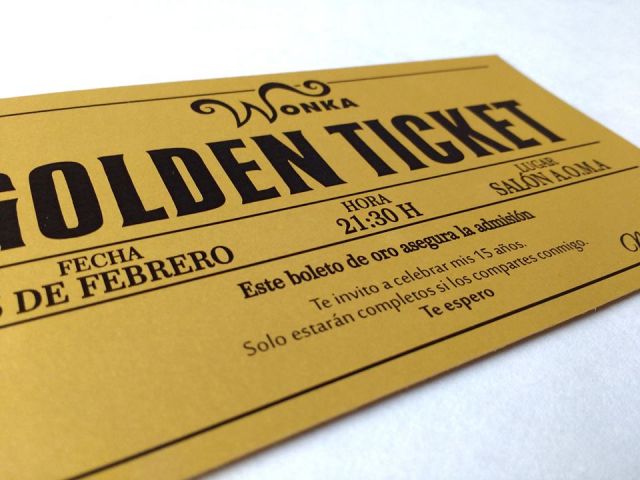 WONKA
GOLDEN TICKET
FECHA
DE FEBRERO
HORA
21:30 H
LUGAR
SALÓN A.O.M.A
Este boleto de oro asegura la admisión
Te invito a celebrar mis 15 años.
Solo estarán completos si los compartes conmigo.
Te espero